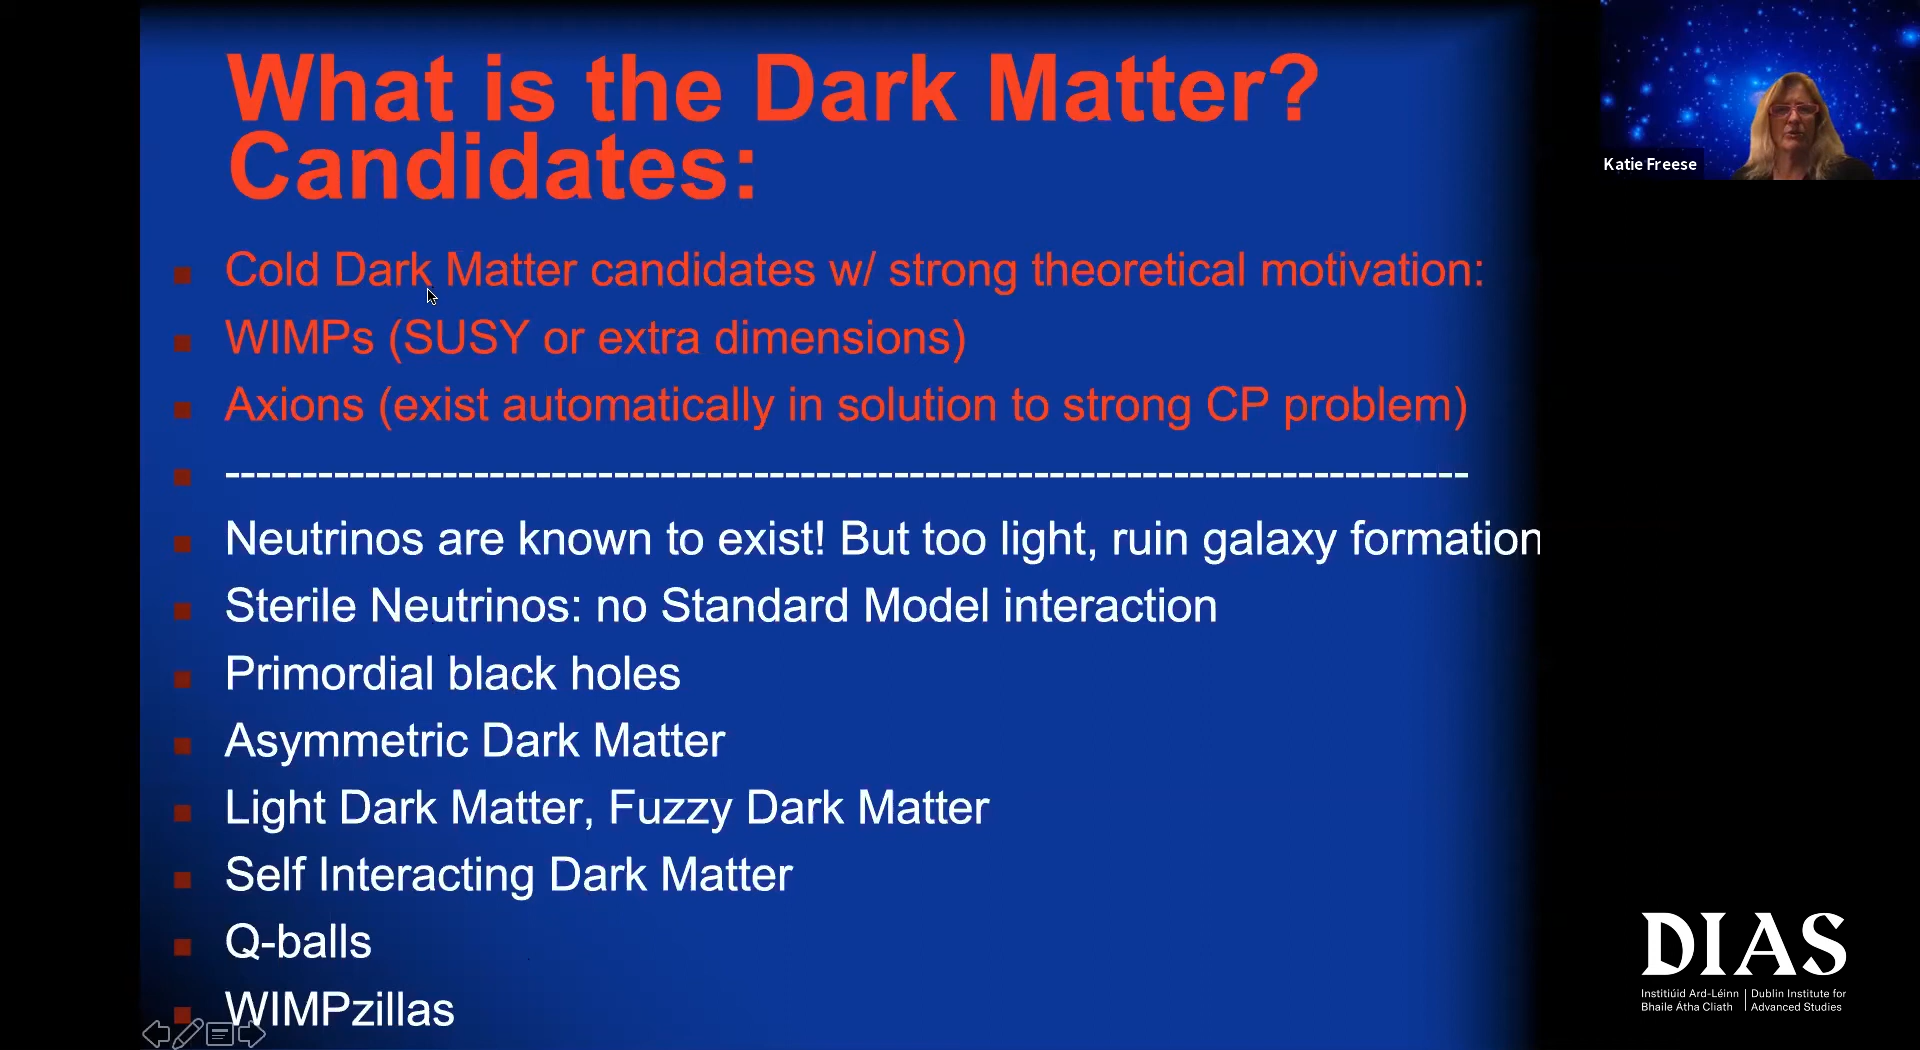 What is the Dark Matter?
Candidates:
Cold Dark Matter candidates w/ strong theoretical motivation:
WIMPs (SUSY or extra dimensions)
Axions (exist automatically in solution to strong CP problem)
--------------------------------------------------------------------------------
Neutrinos are known to exist! But too light, ruin galaxy formation
Sterile Neutrinos: no Standard Model interaction
Primordial black holes
Asymmetric Dark Matter
Light Dark Matter, Fuzzy Dark Matter
Self Interacting Dark Matter
Q-balls
WIMPzillas
Katie Freese
DIAS
Institiúid Ard-Léinn | Dublin Institute for
Bhaile Átha Cliath | Advanced Studies